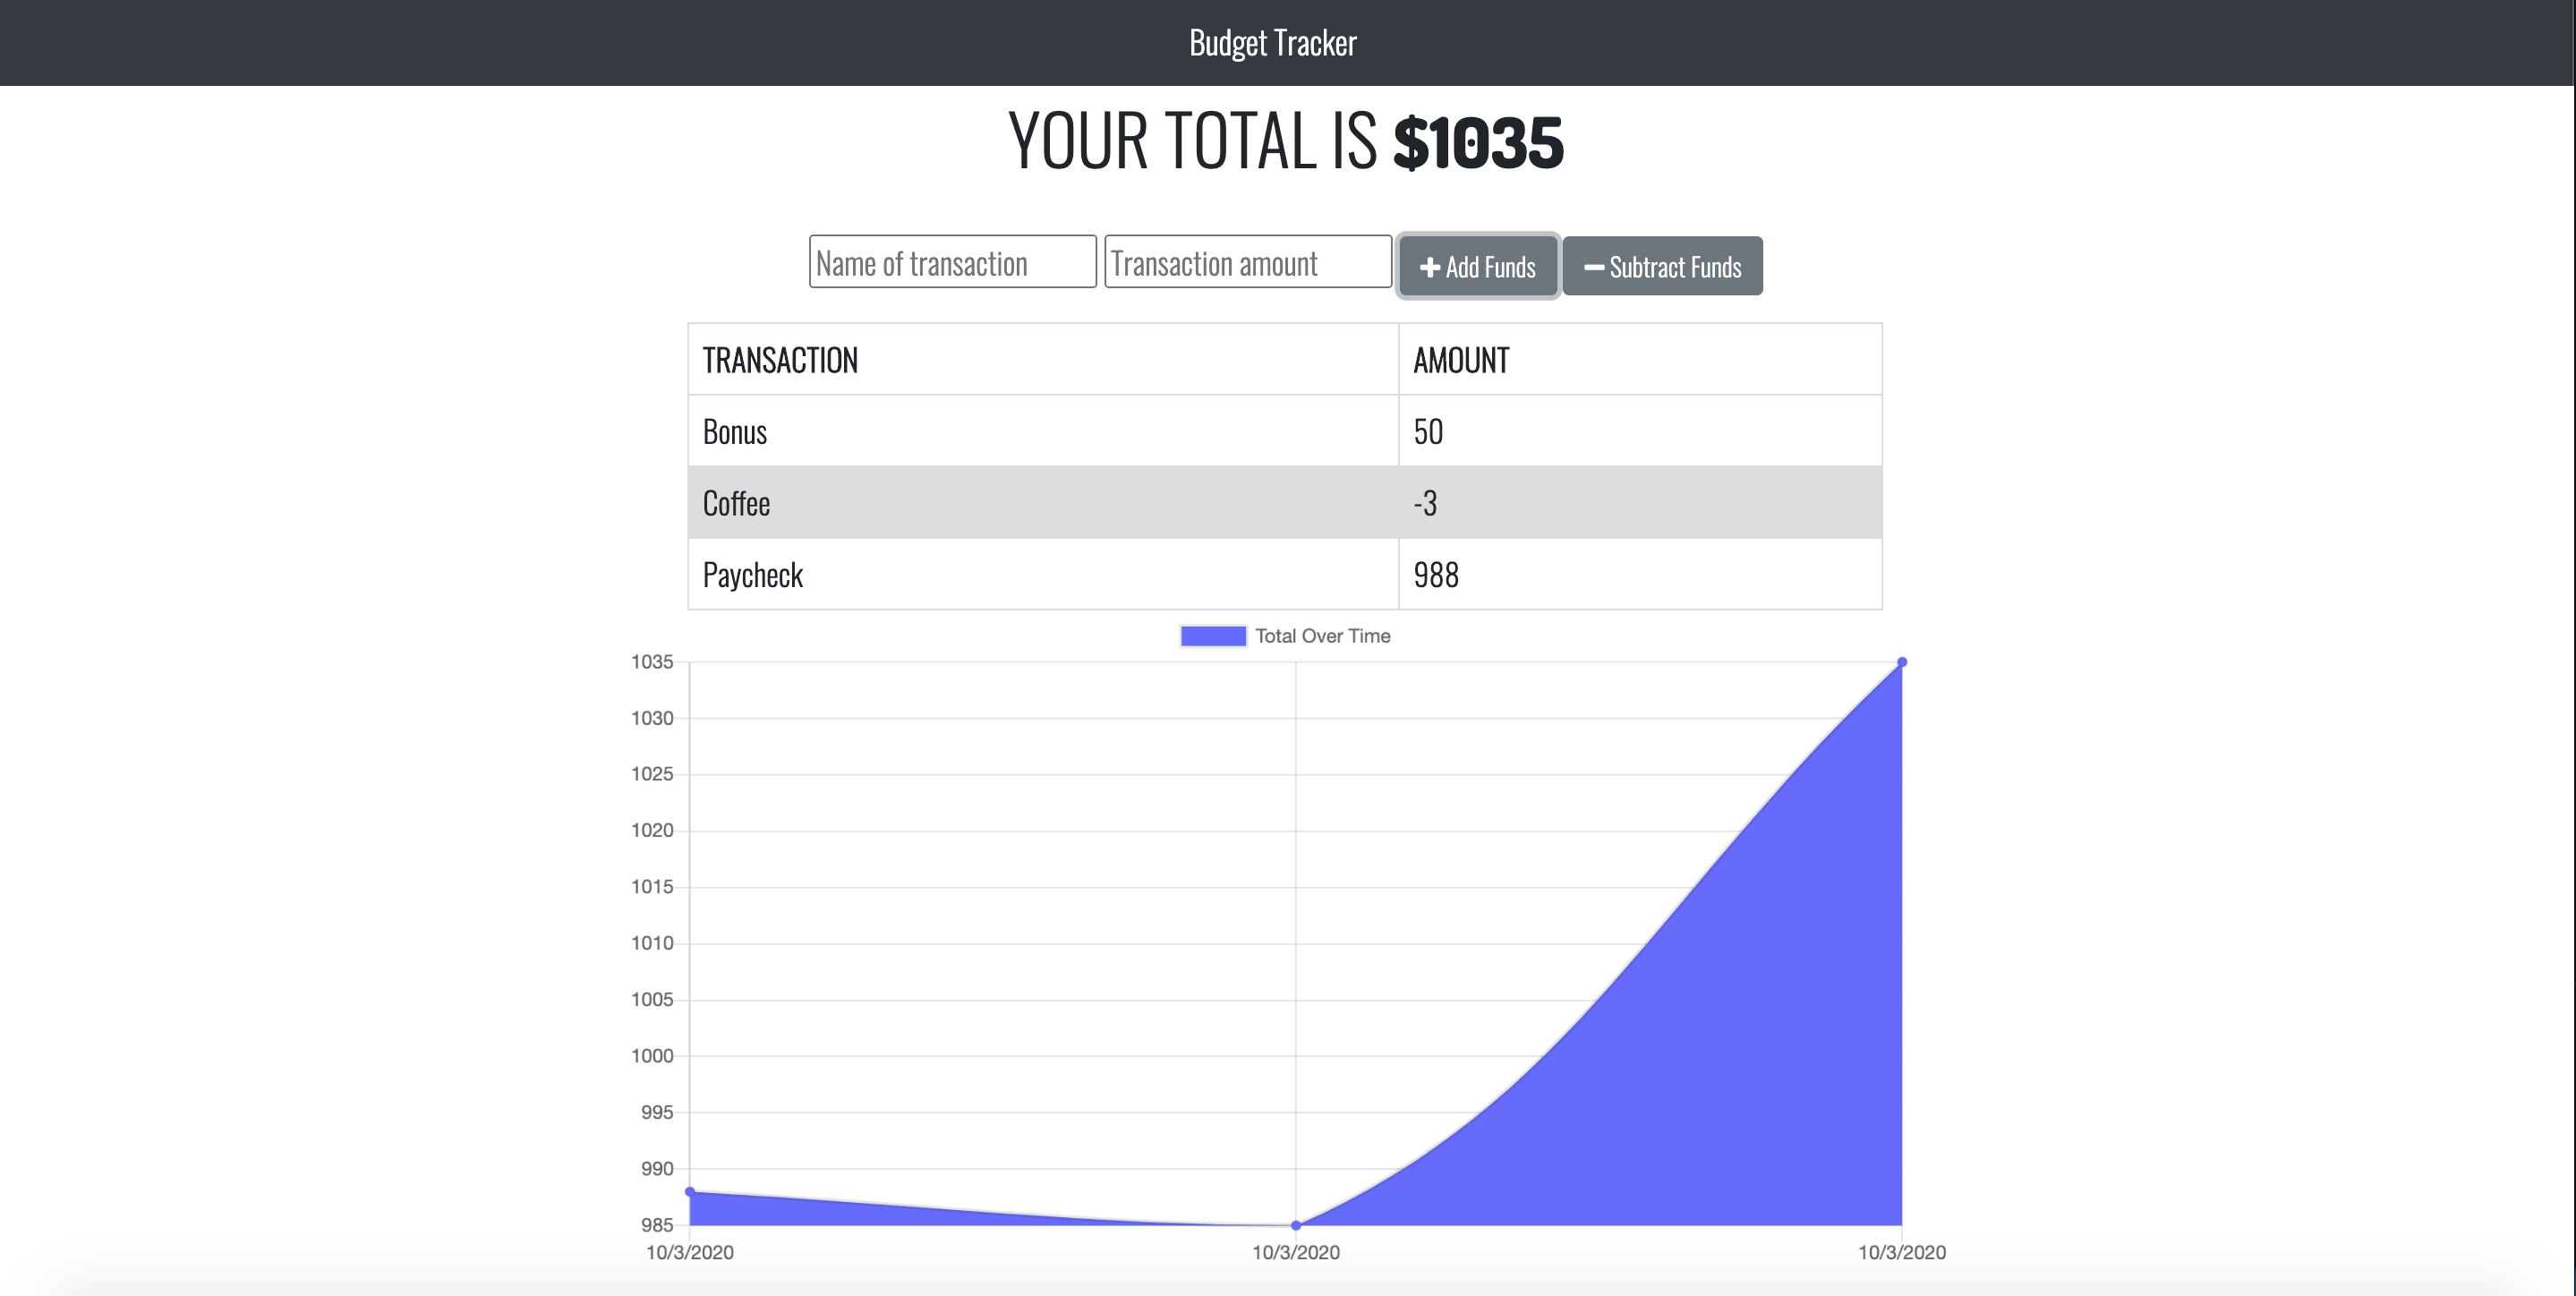 Budget Tracker
YOUR TOTAL IS $1035
Name of transaction Transaction amount Add Funds Subtract Funds
TRANSACTION AMOUNT
Bonus 50
Coffee -3
Paycheck 988
Total Over Time
1035
1030
1025
1020
1015
1010
1005
1000
995
990
985
10/3/2020 10/3/2020 10/3/2020